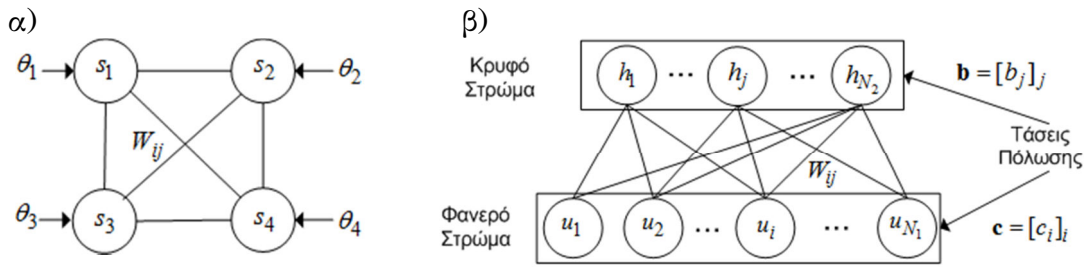 α)
θ1 s1 s2 θ2
Wij
θ3 s3 s4 θ4
β)
Κρυφό
Στρώμα
h1 ... hj ... hN2
b = [bj]j
Τάσεις
Πόλωσης
Wij
Φανερό
Στρώμα
u1 u2 ... ui ... uN1
c = [ci]i